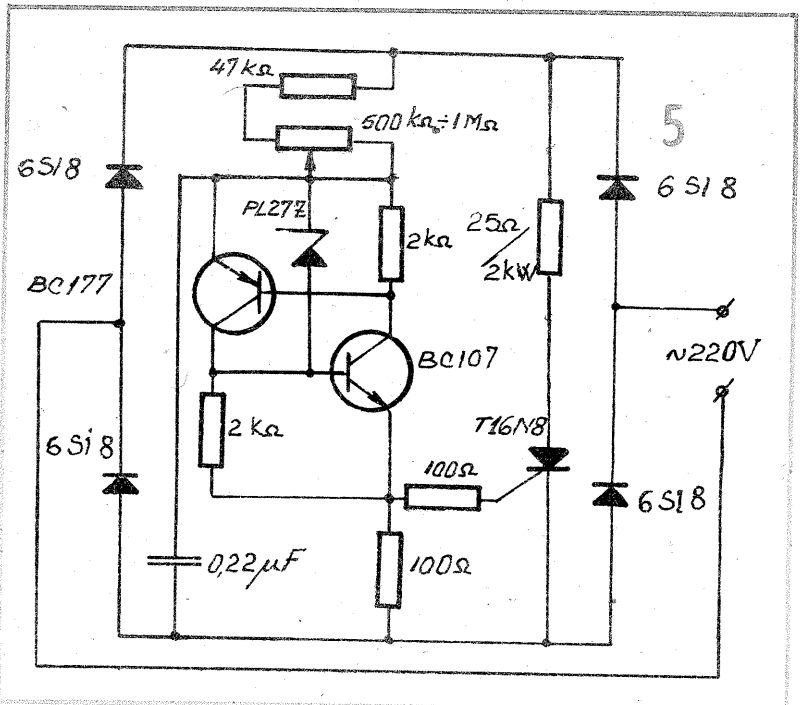 47kΩ
500kΩ÷1MΩ
5
6Si8
6Si8
PL27Z
2kΩ
25Ω/2kW
BC177
BC107
~220V
2kΩ
T16N8
6Si8
100Ω
6Si8
0,22μF
100Ω